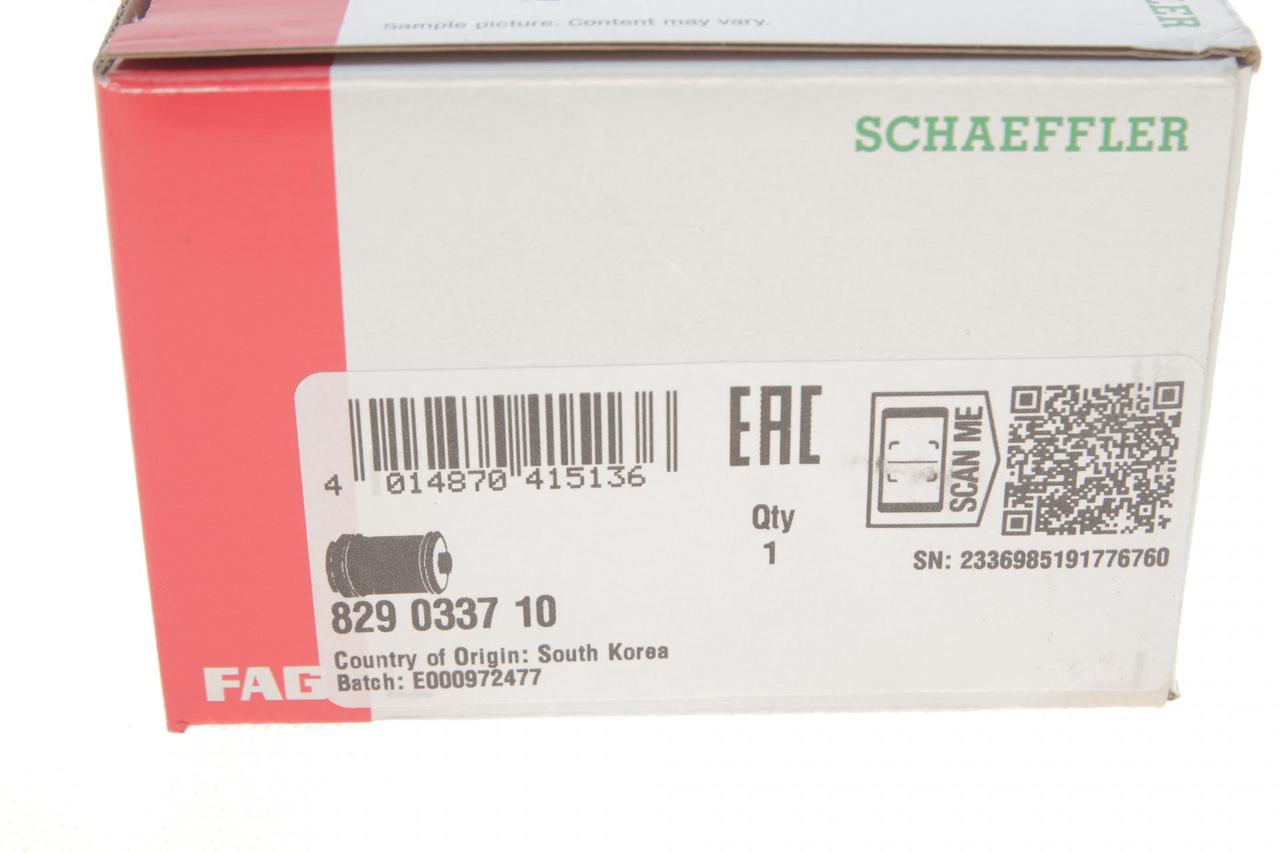 Sample picture. Content may vary.
SCHAEFFLER
4 014870 415136
EAC
SCAN ME
Qty
1
SN: 2336985191776760
829 0337 10
Country of Origin: South Korea
Batch: E000972477
FAG